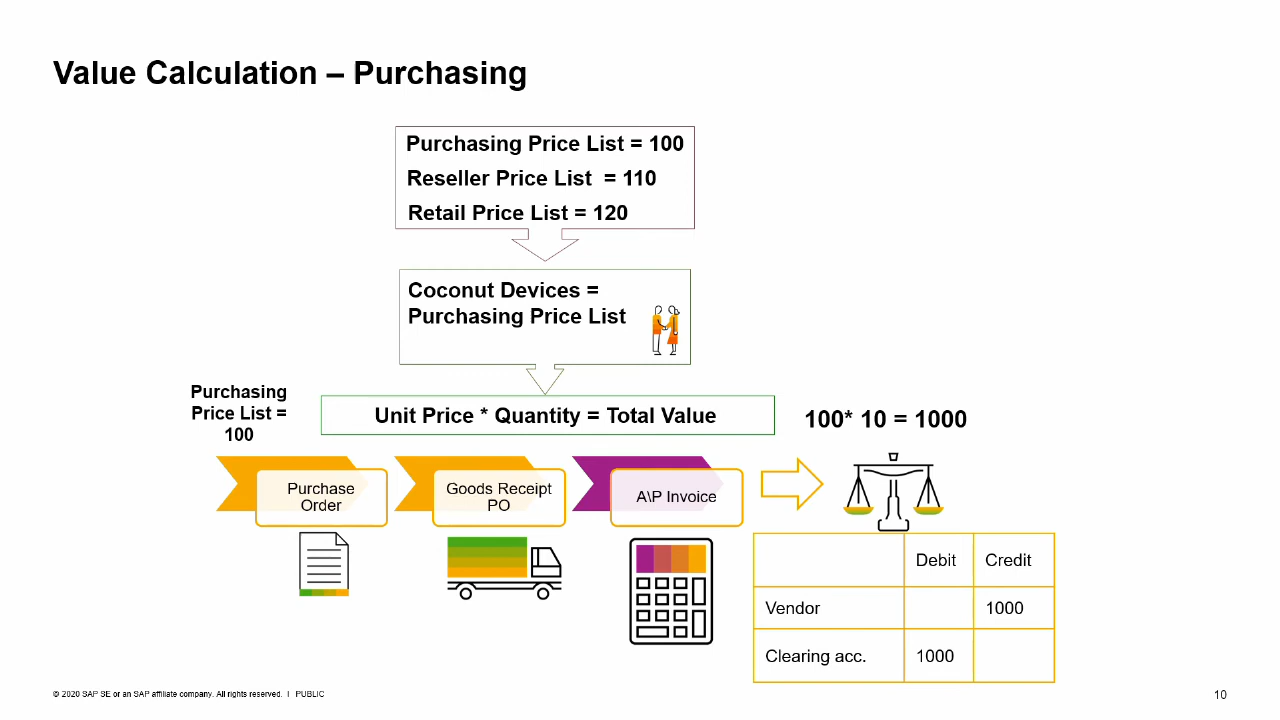 Value Calculation – Purchasing
Purchasing Price List = 100
Reseller Price List = 110
Retail Price List = 120
Coconut Devices =
Purchasing Price List
Purchasing
Price List =
100
Unit Price * Quantity = Total Value
100* 10 = 1000
Purchase
Order
Goods Receipt
PO
A\P Invoice
Debit Credit
Vendor 1000
Clearing acc. 1000
© 2020 SAP SE or an SAP affiliate company. All rights reserved. I PUBLIC
10